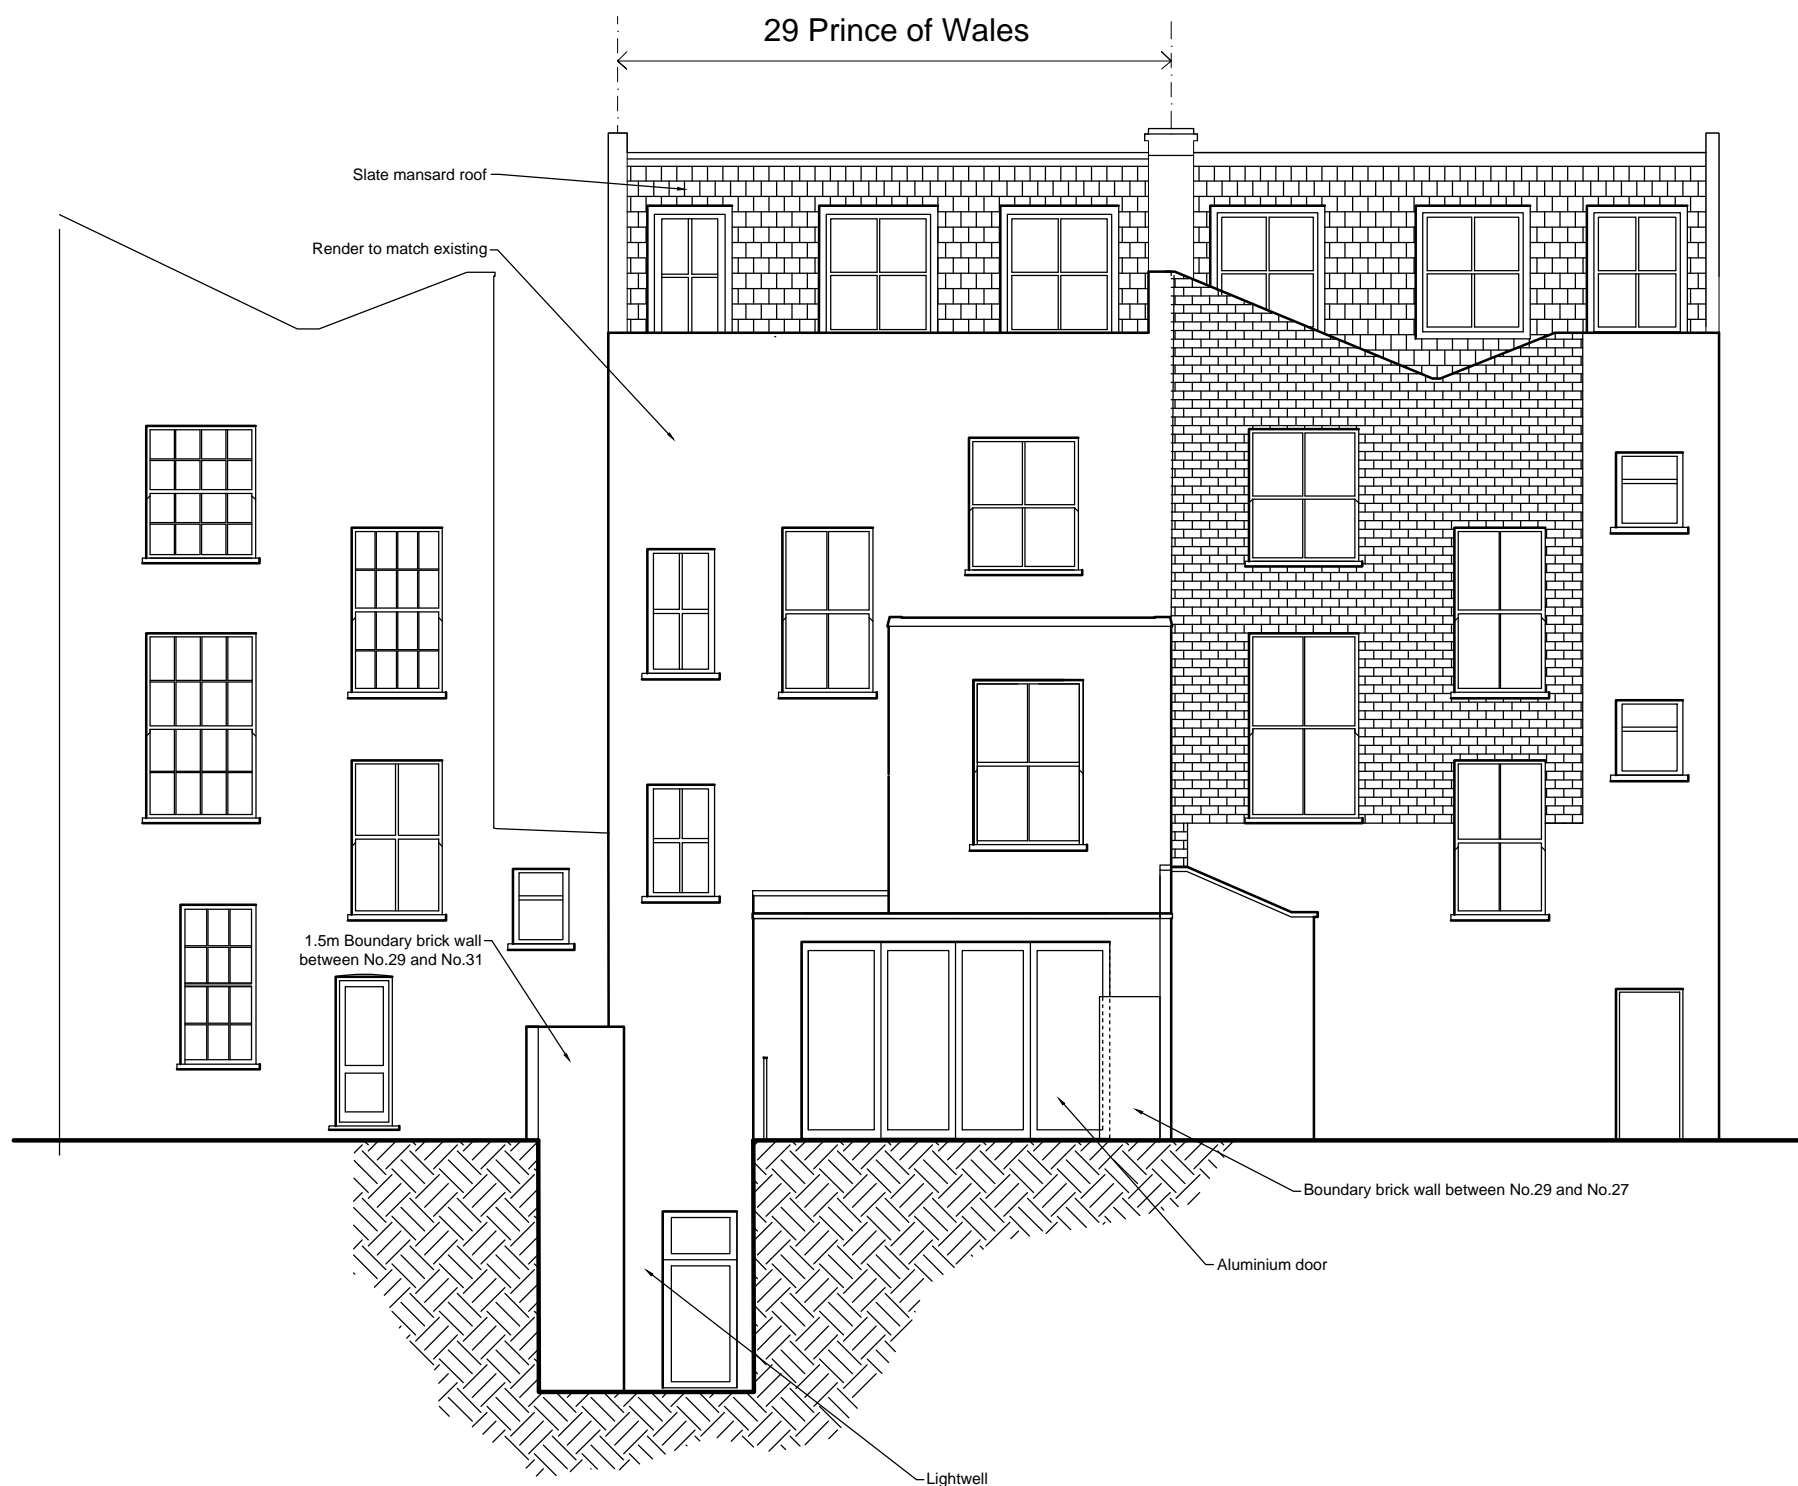 29 Prince of Wales
Slate mansard roof
Render to match existing
1.5m Boundary brick wall
between No.29 and No.31
Boundary brick wall between No.29 and No.27
Aluminium door
Lightwell